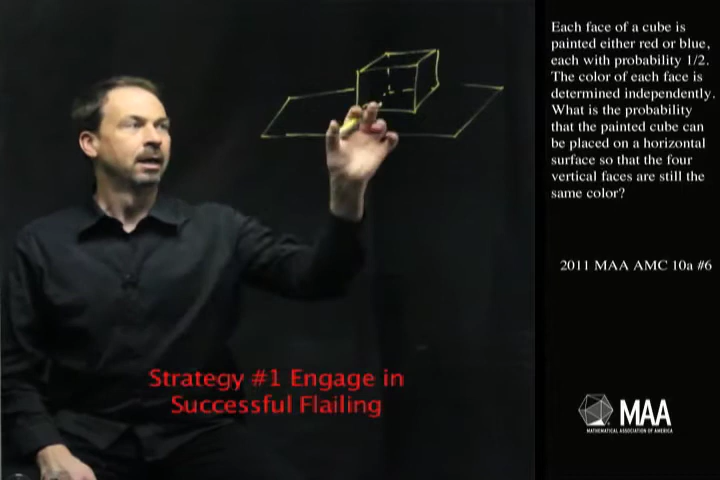 Each face of a cube is
painted either red or blue,
each with probability 1/2.
The color of each face is
determined independently.
What is the probability
that the painted cube can
be placed on a horizontal
surface so that the four
vertical faces are still the
same color?
2011 MAA AMC 10a #6
Strategy #1 Engage in
Successful Flailing
MAA
MATHEMATICAL ASSOCIATION OF AMERICA